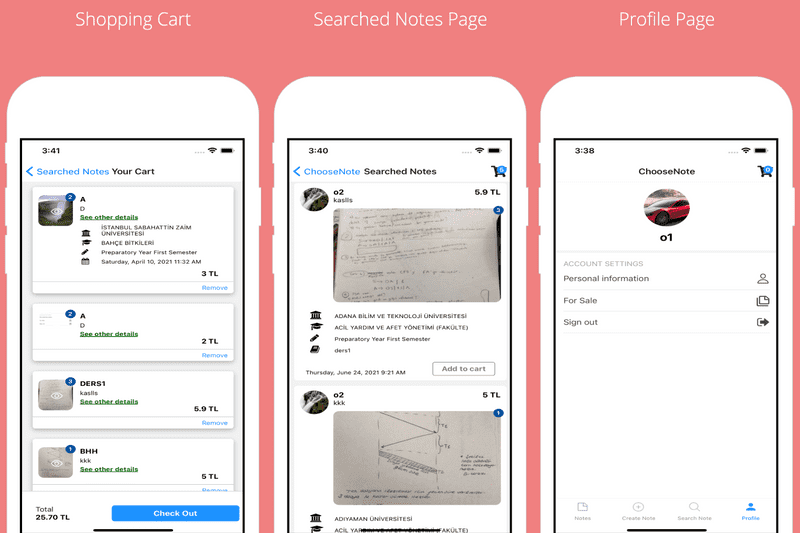 Shopping Cart
3:41
Searched Notes Your Cart
2
A
D
See other details
İSTANBUL SABAHATTİN ZAİM
ÜNİVERSİTESİ
BAHÇE BİTKİLERİ
Preparatory Year First Semester
Saturday, April 10, 2021 11:32 AM
3 TL
Remove
2
A
D
See other details
2 TL
Remove
3
DERS1
kaslls
See other details
5.9 TL
Remove
1
BHH
kkk
See other details
5 TL
Remove
Total
25.70 TL
Check Out
Searched Notes Page
3:40
ChooseNote Searched Notes
o2
5.9 TL
kaslls
3
ADANA BİLİM VE TEKNOLOJİ ÜNİVERSİTESİ
ACİL YARDIM VE AFET YÖNETİMİ (FAKÜLTE)
Preparatory Year First Semester
ders1
Thursday, June 24, 2021 9:21 AM
Add to cart
o2
5 TL
kkk
1
ADIYAMAN ÜNİVERSİTESİ
ACİL YARDIM VE AFET YÖNETİMİ (FAKÜLTE)
Profile Page
3:38
ChooseNote
0
o1
ACCOUNT SETTINGS
Personal information
For Sale
Sign out
Notes
Create Note
Search Note
Profile